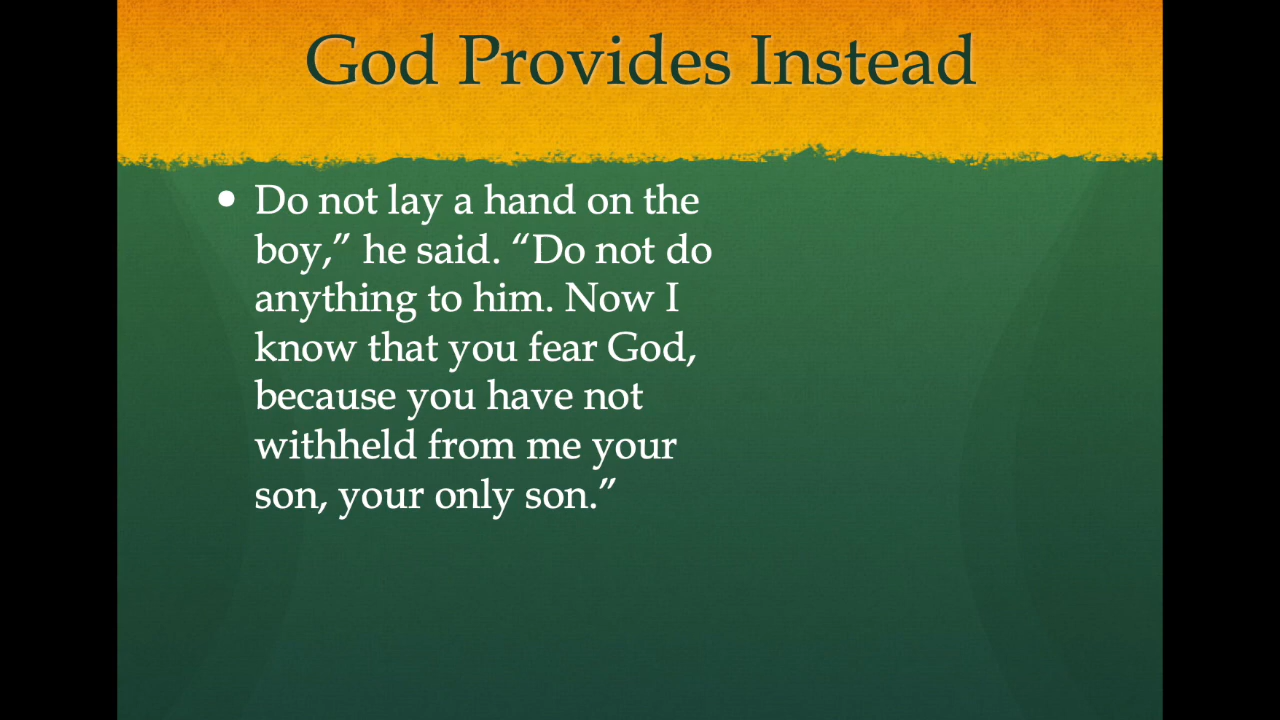 God Provides Instead
• Do not lay a hand on the
boy,” he said. “Do not do
anything to him. Now I
know that you fear God,
because you have not
withheld from me your
son, your only son.”